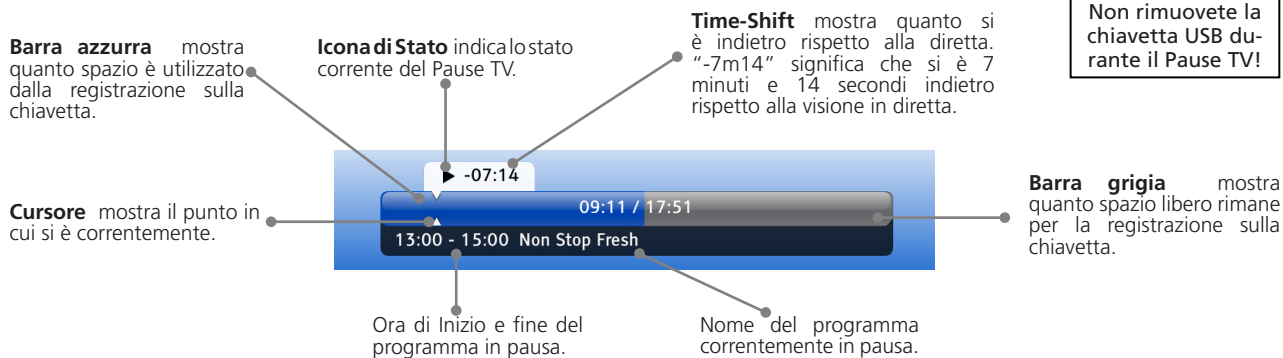 Barra azzurra mostra
quanto spazio è utilizzato
dalla registrazione sulla
chiavetta.
Icona di Stato indica lo stato
corrente del Pause TV.
Time-Shift mostra quanto si
è indietro rispetto alla diretta.
“-7m14” significa che si è 7
minuti e 14 secondi indietro
rispetto alla visione in diretta.
Non rimuovete la
chiavetta USB du-
rante il Pause TV!
Cursore mostra il punto in
cui si è correntemente.
-07:14
09:11 / 17:51
13:00 - 15:00 Non Stop Fresh
Barra grigia mostra
quanto spazio libero rimane
per la registrazione sulla
chiavetta.
Ora di Inizio e fine del
programma in pausa.
Nome del programma
correntemente in pausa.